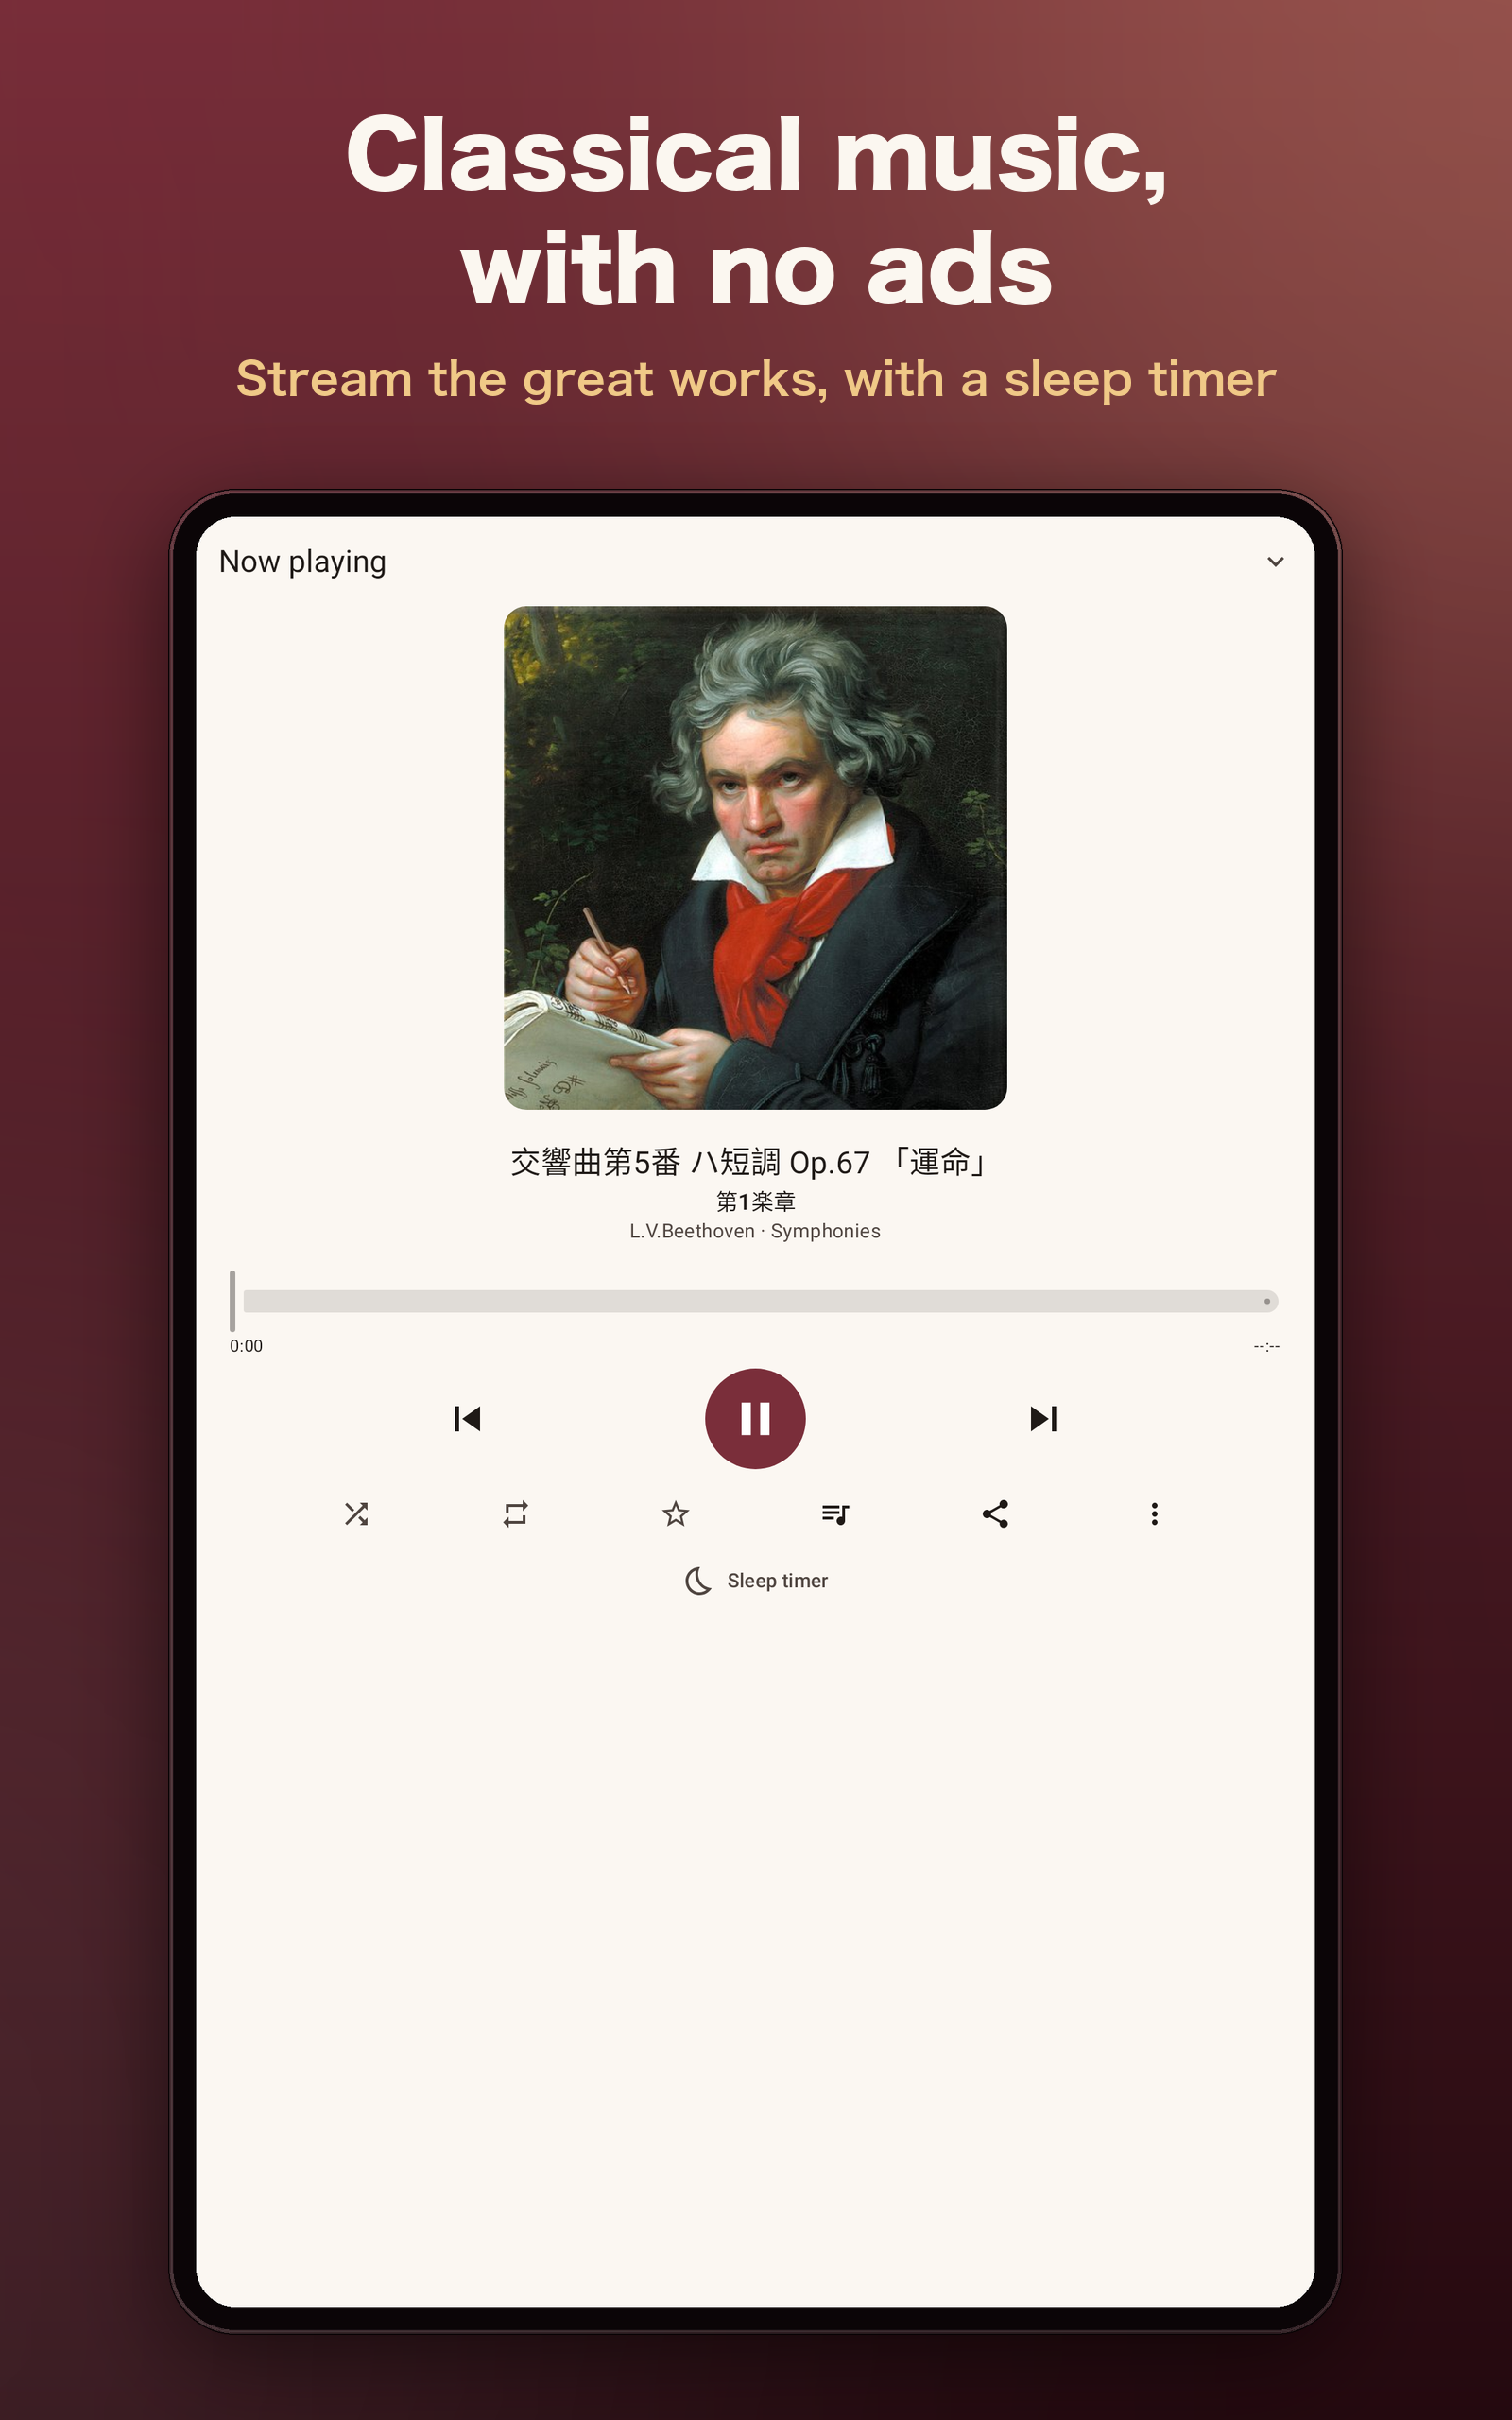 Classical music,
with no ads
Stream the great works, with a sleep timer
Now playing
交響曲第5番 ハ短調 Op.67 「運命」
第1楽章
L.V.Beethoven · Symphonies
0:00
--:--
Sleep timer